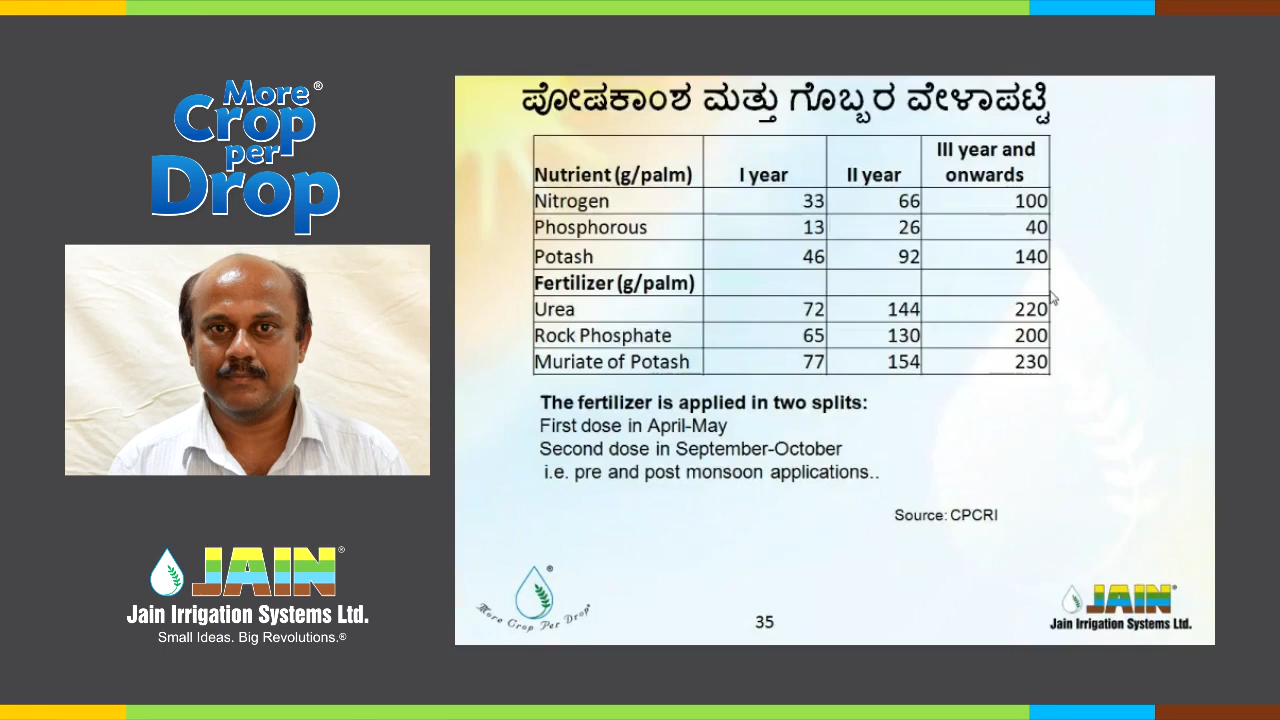 More®
Crop
per
Drop
JAIN®
Jain Irrigation Systems Ltd.
Small Ideas. Big Revolutions.®
ಪೋಷಕಾಂಶ ಮತ್ತು ಗೊಬ್ಬರ ವೇಳಾಪಟ್ಟಿ
Nutrient (g/palm) I year II year III year and onwards
Nitrogen 33 66 100
Phosphorous 13 26 40
Potash 46 92 140
Fertilizer (g/palm)
Urea 72 144 220
Rock Phosphate 65 130 200
Muriate of Potash 77 154 230
The fertilizer is applied in two splits:
First dose in April-May
Second dose in September-October
i.e. pre and post monsoon applications..
Source: CPCRI
®
More Crop Per Drop®
35
JAIN®
Jain Irrigation Systems Ltd.